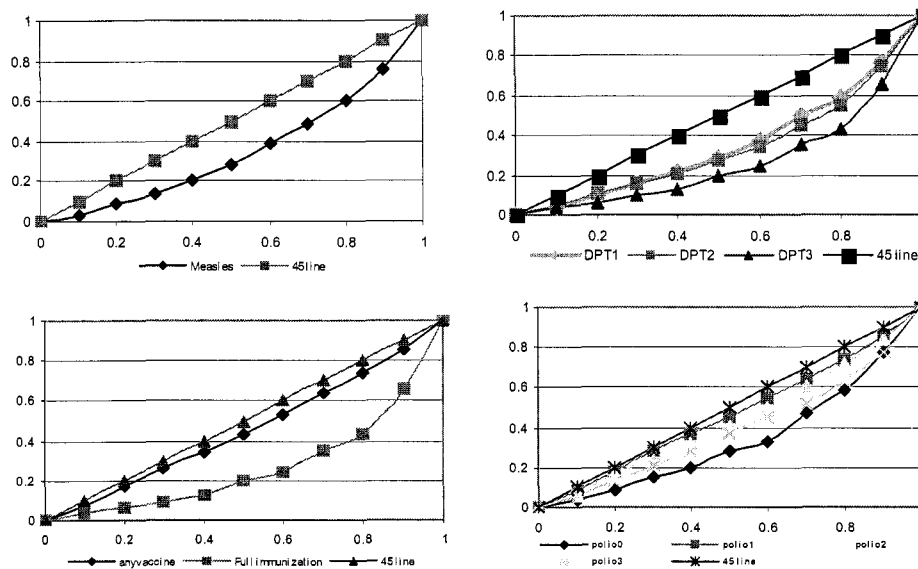 1
0.8
0.6
0.4
0.2
0
0 0.2 0.4 0.6 0.8 1
Measles 45line
1
0.8
0.6
0.4
0.2
0
0 0.2 0.4 0.6 0.8
DPT1 DPT2 DPT3 45line
1
0.8
0.6
0.4
0.2
0
0 0.2 0.4 0.6 0.8 1
anyvaccine Full immunization 45line
1
0.8
0.6
0.4
0.2
0
0 0.2 0.4 0.6 0.8
polio0 polio1 polio2
polio3 45line